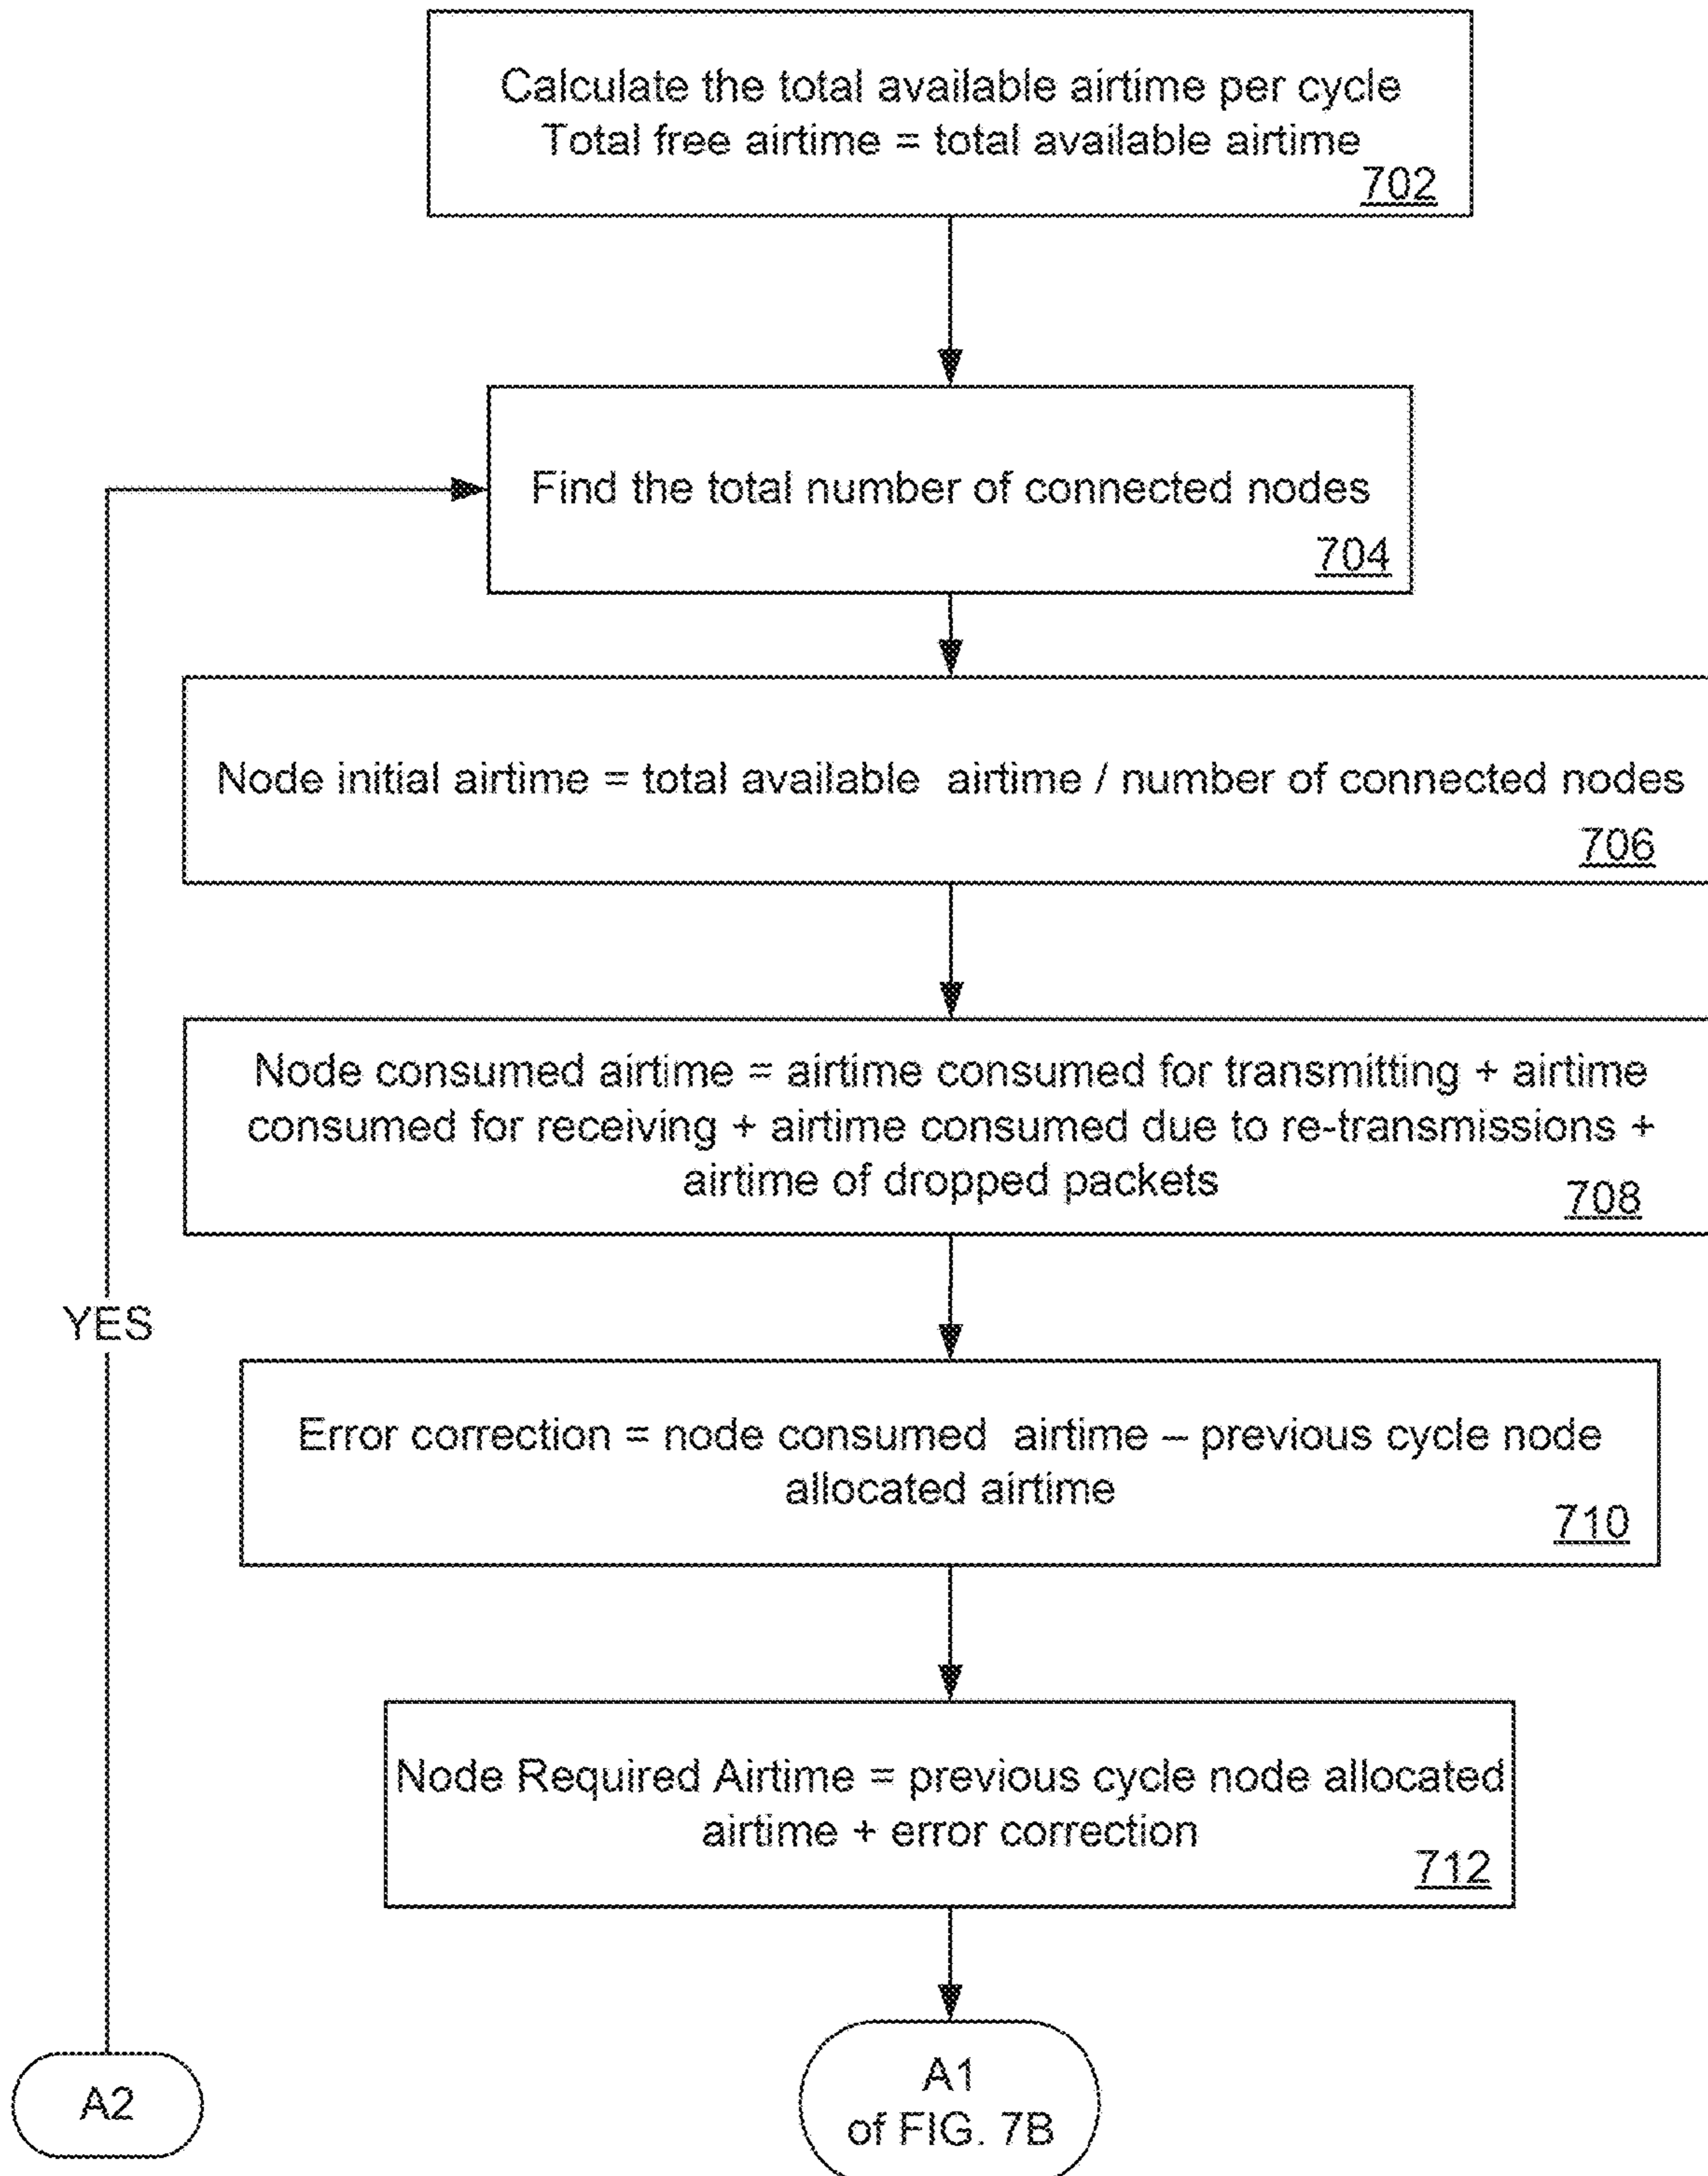 Calculate the total available airtime per cycle
Total free airtime = total available airtime
702
Find the total number of connected nodes
704
Node initial airtime = total available airtime / number of connected nodes
706
Node consumed airtime = airtime consumed for transmitting + airtime
consumed for receiving + airtime consumed due to re-transmissions +
airtime of dropped packets
708
YES
Error correction = node consumed airtime – previous cycle node
allocated airtime
710
Node Required Airtime = previous cycle node allocated
airtime + error correction
712
A2
A1
of FIG. 7B